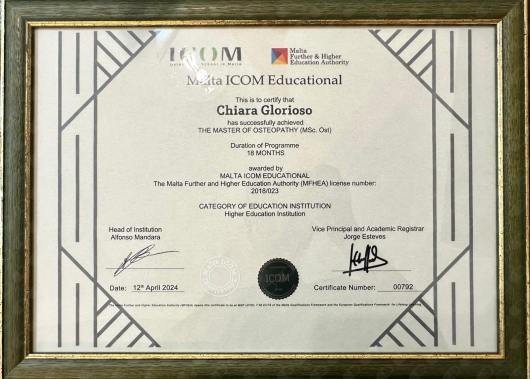 ICOM
Malta
Further & Higher
Education Authority
Malta ICOM Educational
This is to certify that
Chiara Glorioso
has successfully achieved
THE MASTER OF OSTEOPATHY (MSc. Ost)
Duration of Programme
18 MONTHS
awarded by
MALTA ICOM EDUCATIONAL
The Malta Further and Higher Education Authority (MFHEA) license number:
2018/023
CATEGORY OF EDUCATION INSTITUTION
Higher Education Institution
Head of Institution
Alfonso Mandara
Vice Principal and Academic Registrar
Jorge Esteves
ICOM
Date: 12th April 2024
Certificate Number: 00792